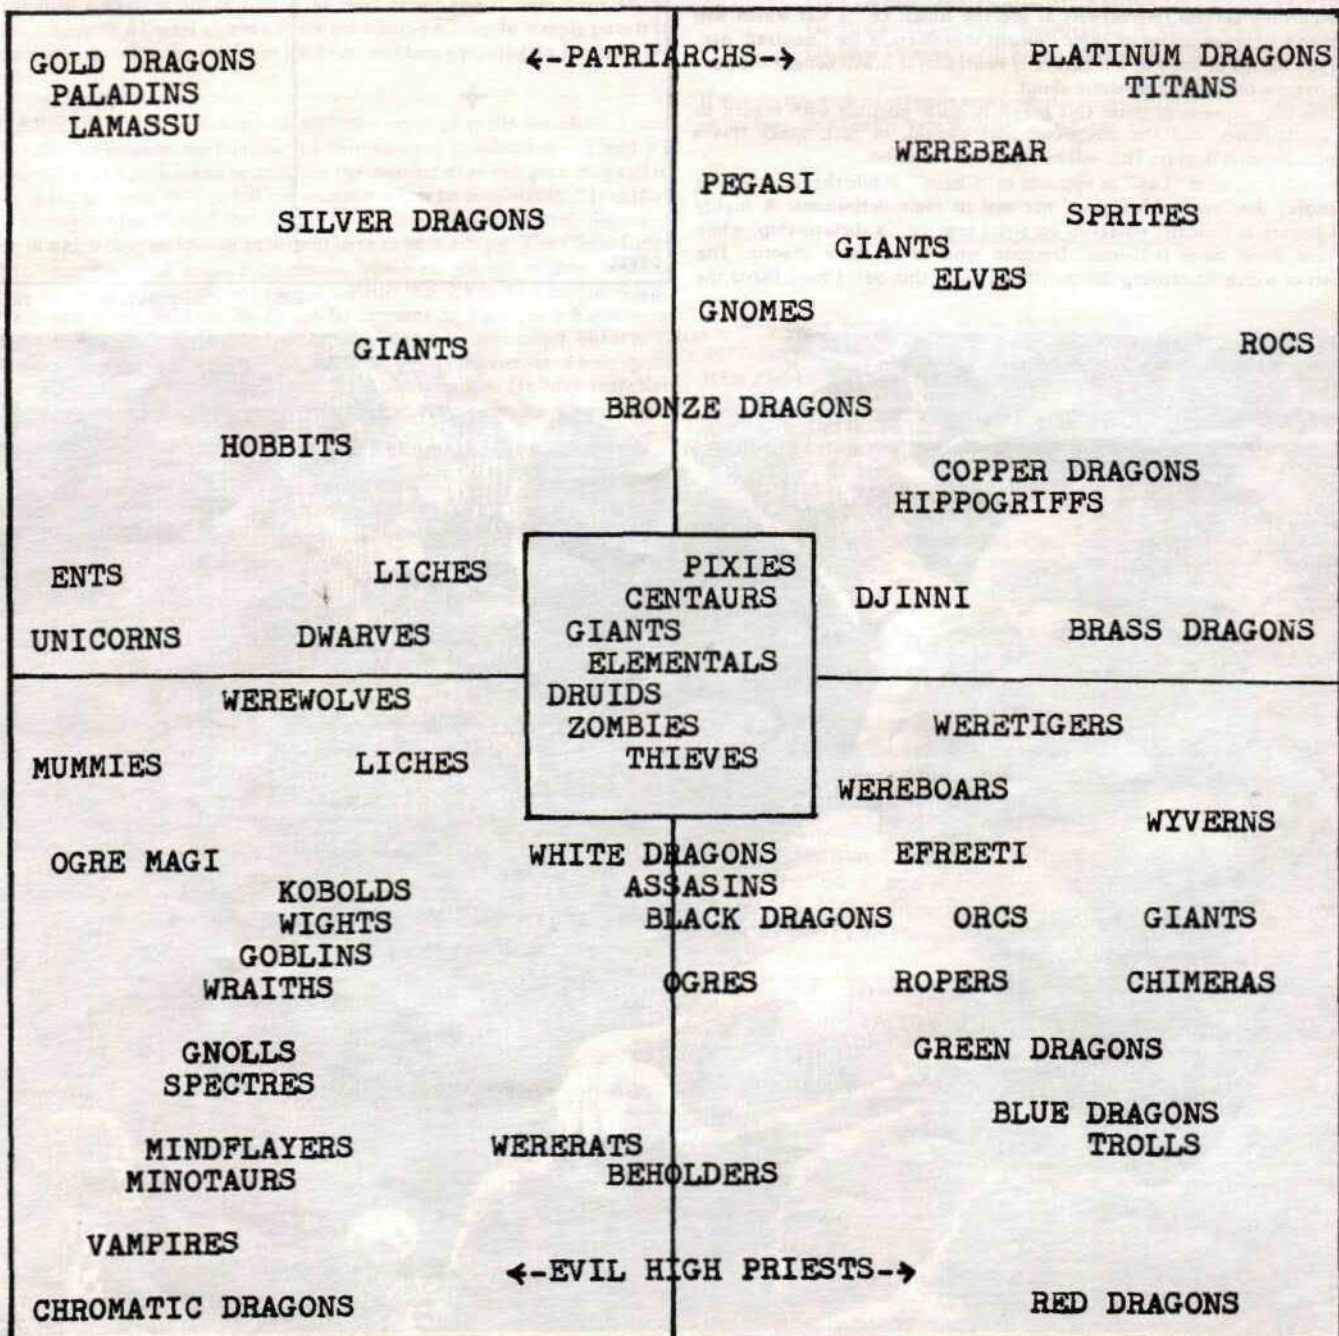 GOLD DRAGONS ←-PATRIARCHS-→ PLATINUM DRAGONS
PALADINS TITANS
LAMASSU
WEREBEAR
PEGASI
SILVER DRAGONS SPRITES
GIANTS
ELVES
GNOMES
GIANTS ROCS
BRONZE DRAGONS
HOBBITS
COPPER DRAGONS
HIPPOGRIFFS
ENTS LICHES PIXIES
CENTAURS DJINNI
UNICORNS DWARVES GIANTS BRASS DRAGONS
ELEMENTALS
WEREWOLVES DRUIDS
ZOMBIES WERETIGERS
MUMMIES LICHES THIEVES
WEREBOARS
WYVERNS
OGRE MAGI WHITE DRAGONS EFREETI
KOBOLDS ASSASINS
WIGHTS BLACK DRAGONS ORCS GIANTS
GOBLINS
WRAITHS OGRES ROPERS CHIMERAS
GNOLLS GREEN DRAGONS
SPECTRES
BLUE DRAGONS
MINDFLAYERS WERERATS TROLLS
MINOTAURS BEHOLDERS
VAMPIRES
←-EVIL HIGH PRIESTS-→
CHROMATIC DRAGONS RED DRAGONS